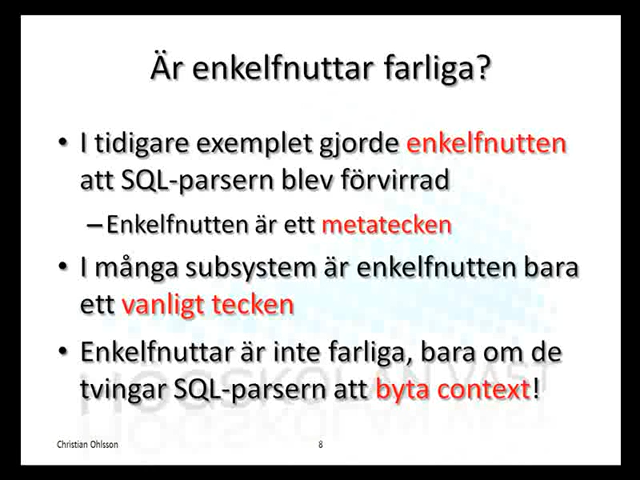 Är enkelfnuttar farliga?
• I tidigare exemplet gjorde enkelfnutten
att SQL-parsern blev förvirrad
–Enkelfnutten är ett metatecken
• I många subsystem är enkelfnutten bara
ett vanligt tecken
• Enkelfnuttar är inte farliga, bara om de
tvingar SQL-parsern att byta context!
HÖGSKOLAN VÄST
Christian Ohlsson
8